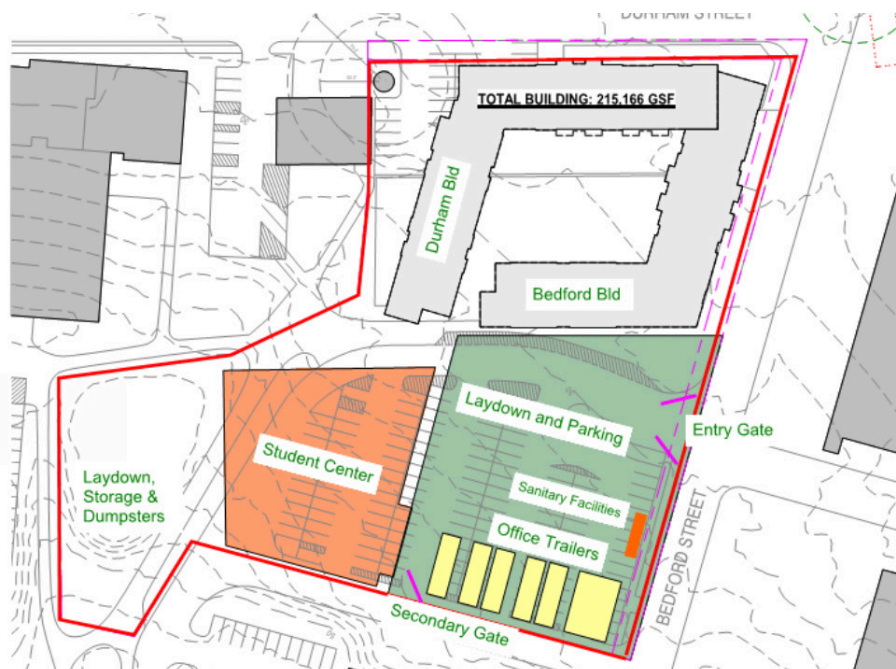 DURHAM STREET
TOTAL BUILDING: 215,166 GSF
Durham Bld
Bedford Bld
Laydown and Parking
Entry Gate
Student Center
Laydown,
Storage &
Dumpsters
Sanitary Facilities
Office Trailers
BEDFORD STREET
Secondary Gate